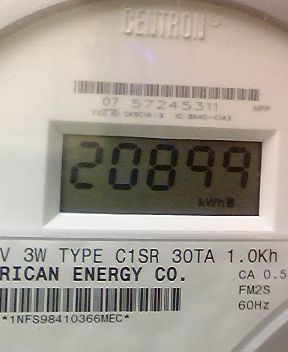 CENTRON
07 57245311 HPP
20899
kWh
V 3W TYPE C1SR 30TA 1.0Kh
RICAN ENERGY CO.
CA 0.5
FM2S
60Hz
*1NFS98410366MEC*